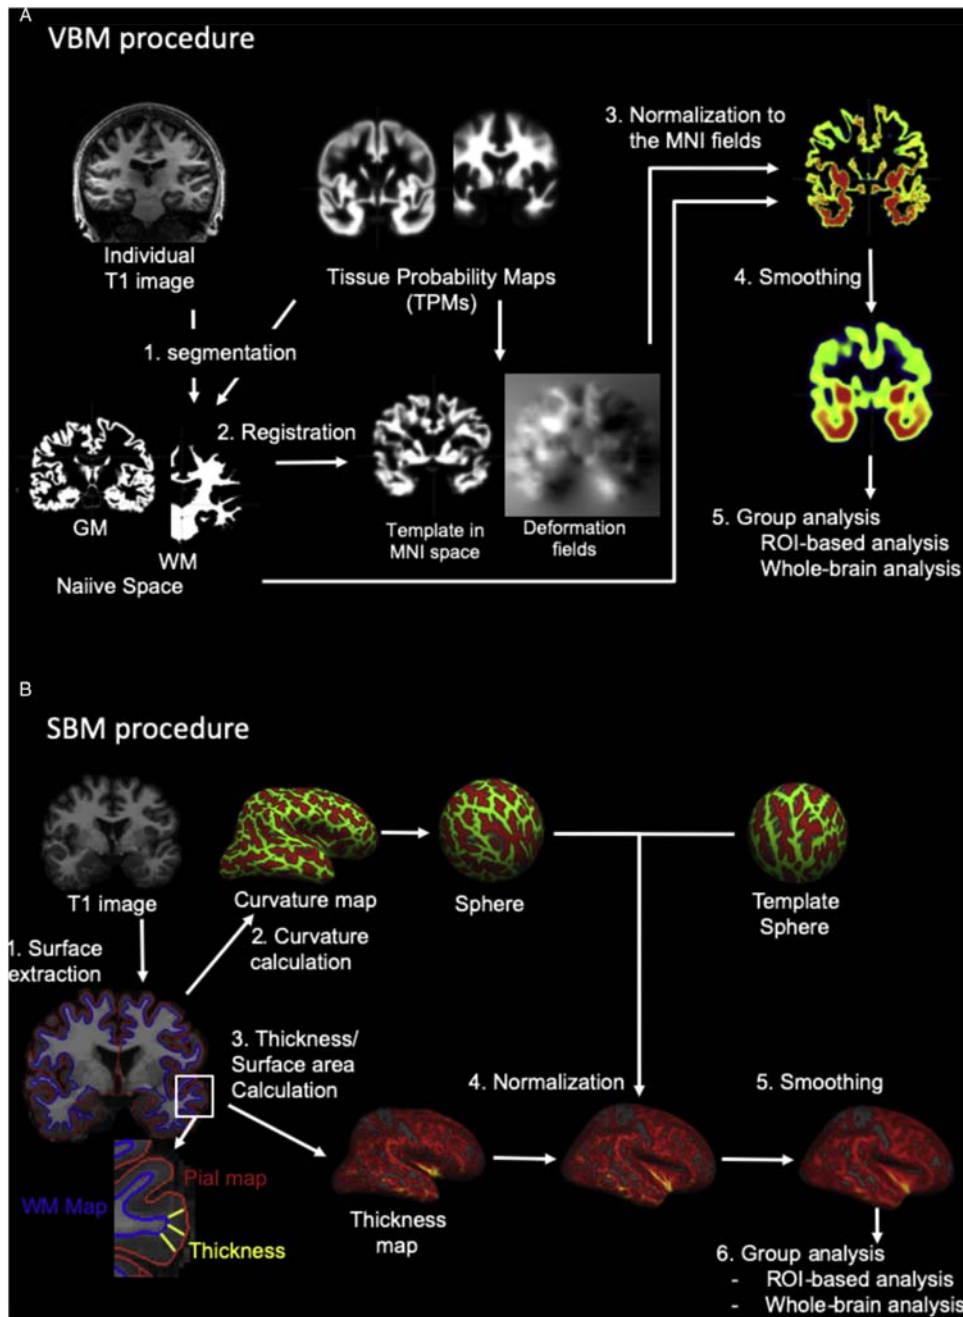 A
VBM procedure
Individual
T1 image
Tissue Probability Maps
(TPMs)
3. Normalization to
the MNI fields
4. Smoothing
1. segmentation
2. Registration
GM
WM
Naiive Space
Template in
MNI space
Deformation
fields
5. Group analysis
ROI-based analysis
Whole-brain analysis
B
SBM procedure
T1 image
Curvature map
Sphere
Template
Sphere
1. Surface
extraction
2. Curvature
calculation
3. Thickness/
Surface area
Calculation
4. Normalization
5. Smoothing
Pial map
WM Map
Thickness
Thickness
map
6. Group analysis
- ROI-based analysis
- Whole-brain analysis